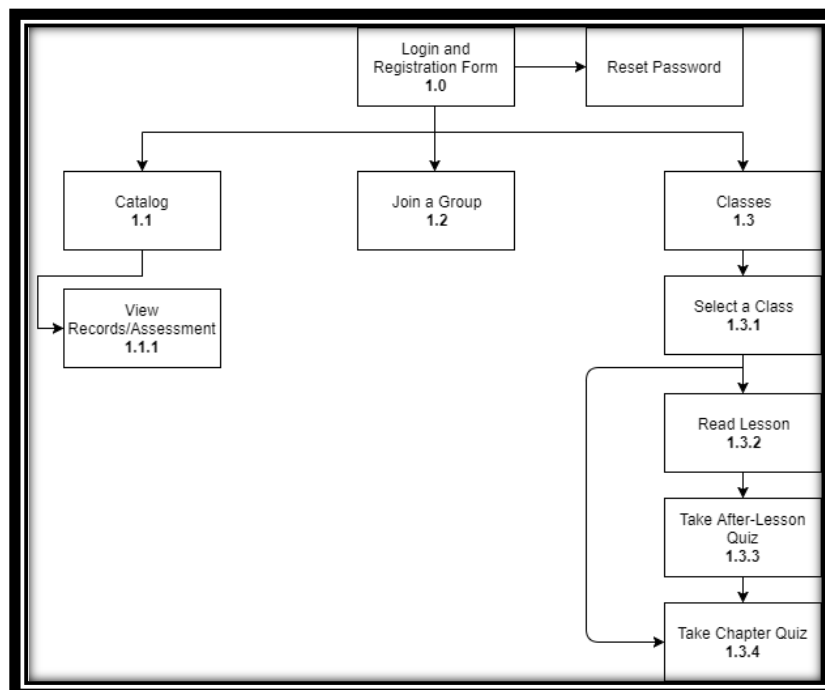 Login and
Registration Form
1.0
Reset Password
Catalog
1.1
Join a Group
1.2
Classes
1.3
View
Records/Assessment
1.1.1
Select a Class
1.3.1
Read Lesson
1.3.2
Take After-Lesson
Quiz
1.3.3
Take Chapter Quiz
1.3.4